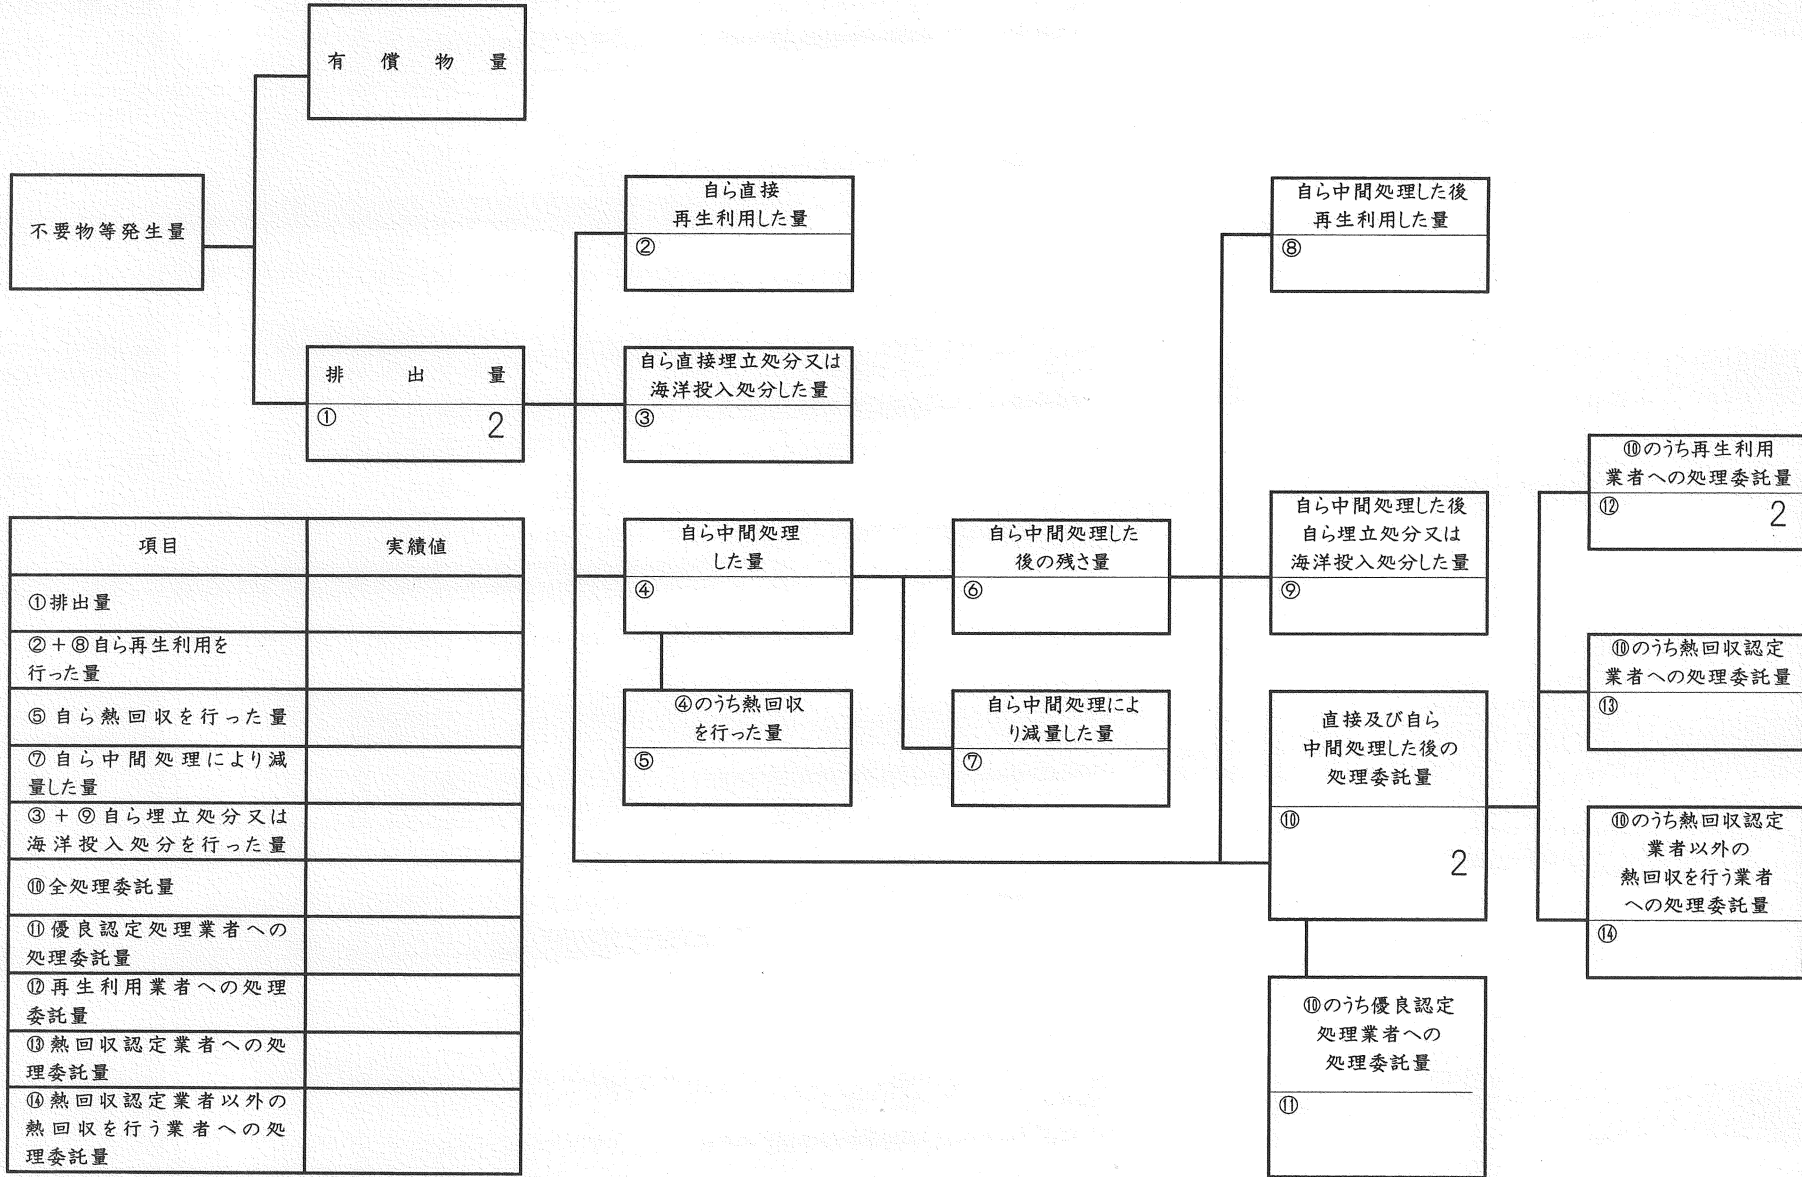 有償物量
不要物等発生量
排出量
① 2
自ら直接
再生利用した量
②
自ら直接埋立処分又は
海洋投入処分した量
③
自ら中間処理
した量
④
④のうち熱回収
を行った量
⑤
自ら中間処理した
後の残さ量
⑥
自ら中間処理によ
り減量した量
⑦
自ら中間処理した後
再生利用した量
⑧
自ら中間処理した後
自ら埋立処分又は
海洋投入処分した量
⑨
直接及び自ら
中間処理した後の
処理委託量
⑩
2
⑩のうち優良認定
処理業者への
処理委託量
⑪
⑩のうち再生利用
業者への処理委託量
⑫ 2
⑩のうち熱回収認定
業者への処理委託量
⑬
⑩のうち熱回収認定
業者以外の
熱回収を行う業者
への処理委託量
⑭
項目 実績値
①排出量
②+⑧自ら再生利用を
行った量
⑤自ら熱回収を行った量
⑦自ら中間処理により減
量した量
③+⑨自ら埋立処分又は
海洋投入処分を行った量
⑩全処理委託量
⑪優良認定処理業者への
処理委託量
⑫再生利用業者への処理
委託量
⑬熱回収認定業者への処
理委託量
⑭熱回収認定業者以外の
熱回収を行う業者への処
理委託量